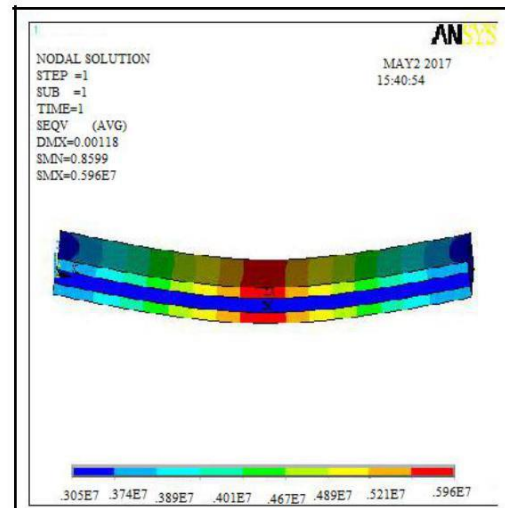 1
ANSYS
NODAL SOLUTION
MAY2 2017
STEP =1
15:40:54
SUB =1
TIME=1
SEQV (AVG)
DMX=0.00118
SMN=0.8599
SMX=0.596E7
.305E7 .374E7 .389E7 .401E7 .467E7 .489E7 .521E7 .596E7